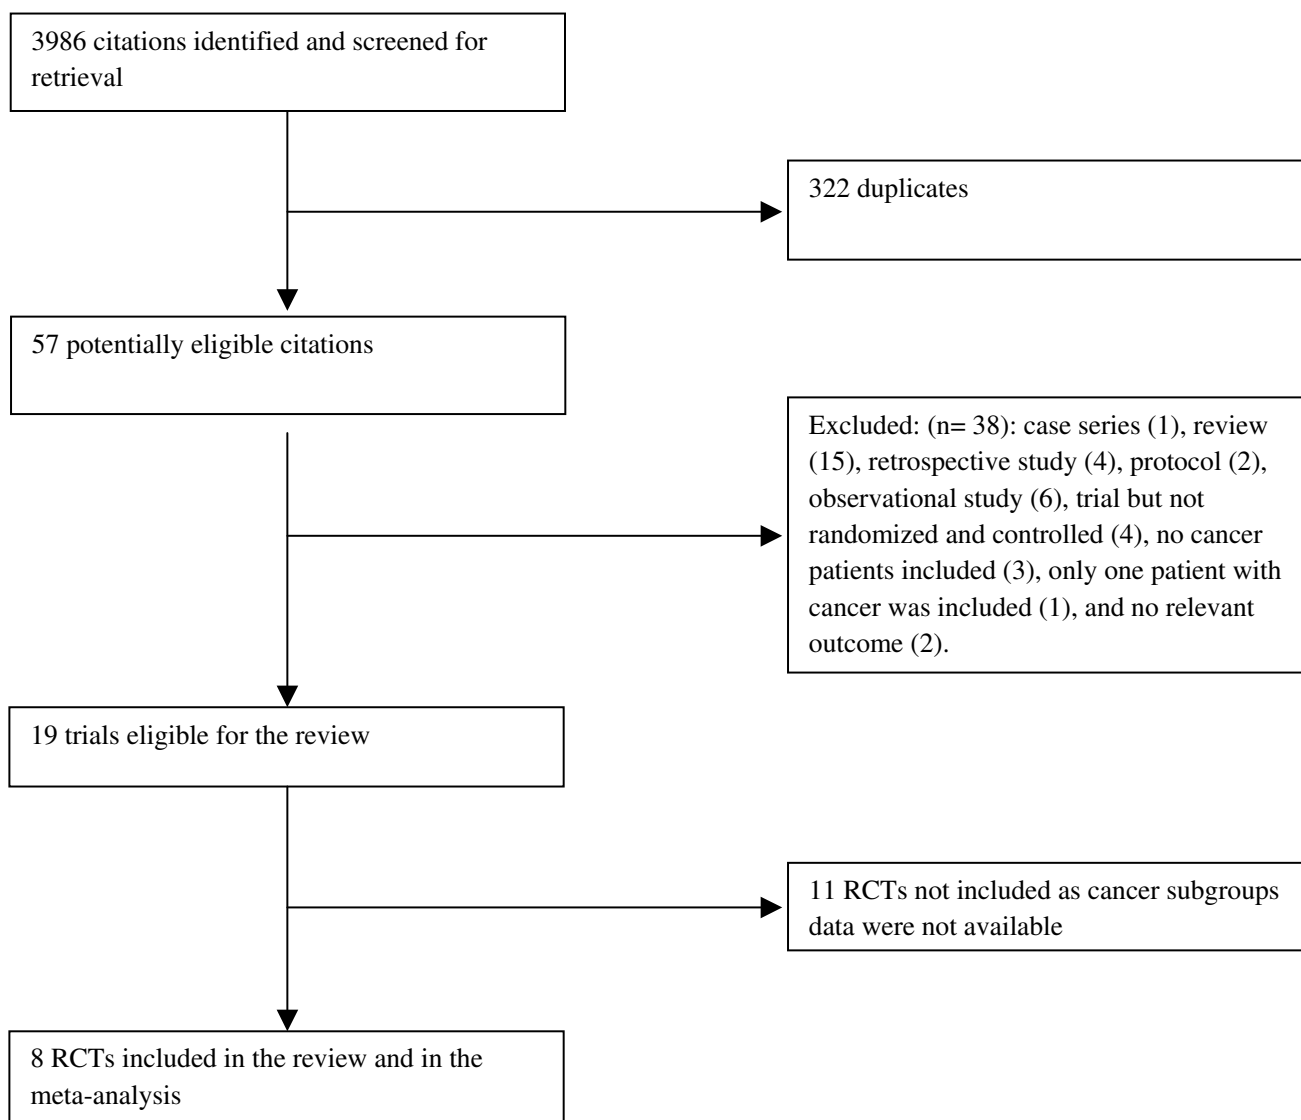 3986 citations identified and screened for
retrieval
322 duplicates
57 potentially eligible citations
Excluded: (n= 38): case series (1), review
(15), retrospective study (4), protocol (2),
observational study (6), trial but not
randomized and controlled (4), no cancer
patients included (3), only one patient with
cancer was included (1), and no relevant
outcome (2).
19 trials eligible for the review
11 RCTs not included as cancer subgroups
data were not available
8 RCTs included in the review and in the
meta-analysis